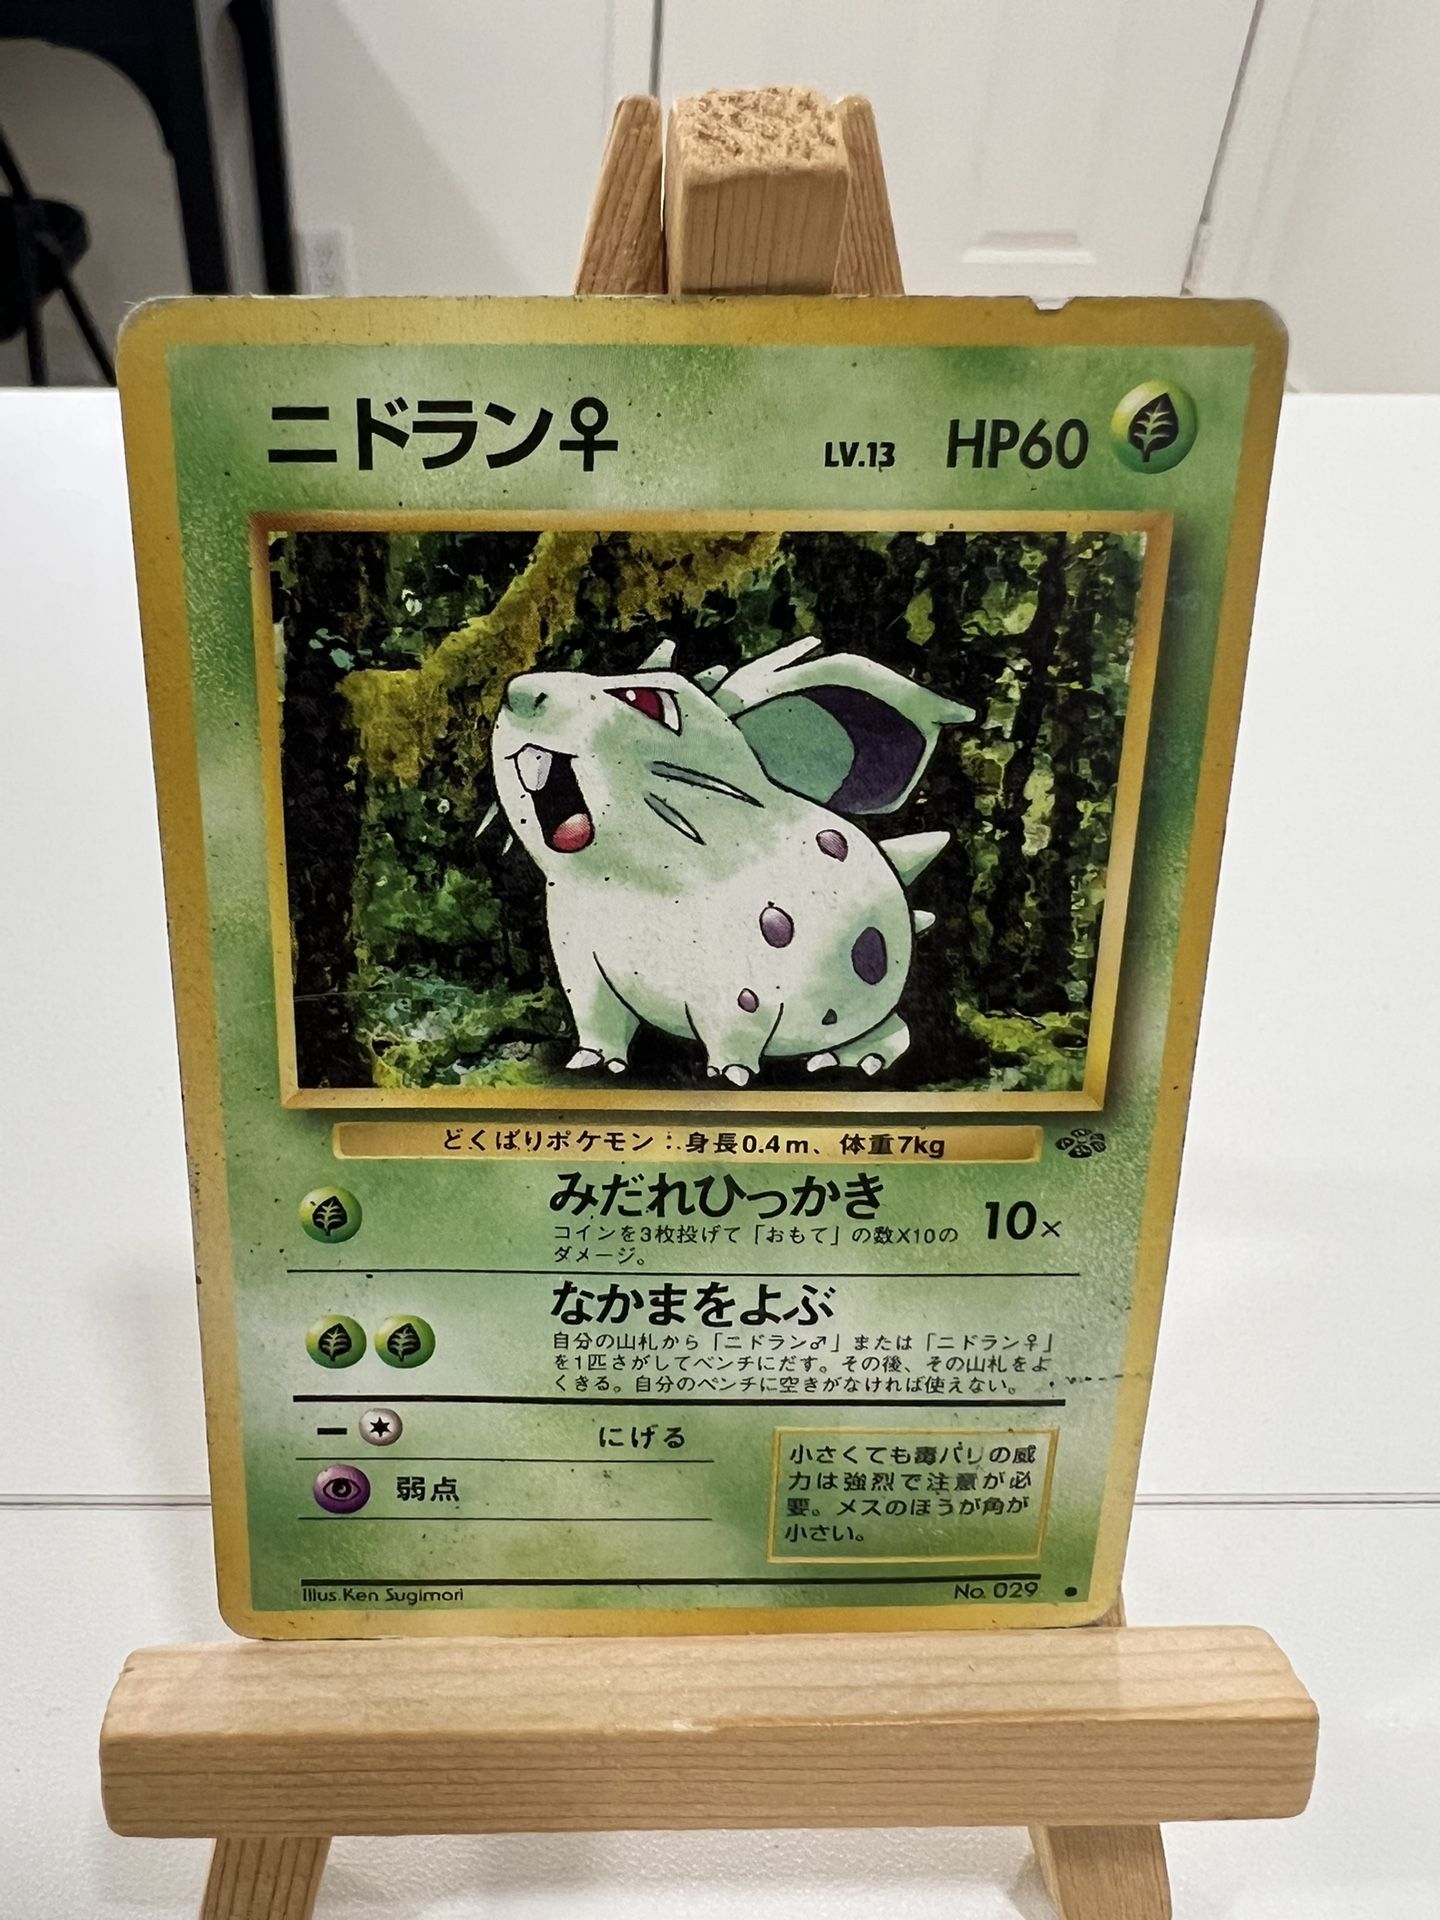 ニドラン♀ LV.13 HP60
どくばりポケモン：身長0.4m、体重7kg
みだれひっかき 10×
コインを3枚投げて「おもて」の数X10の
ダメージ。
なかまをよぶ
自分の山札から「ニドラン♂」または「ニドラン♀」
を1匹さがしてベンチにだす。その後、その山札をよ
くきる。自分のベンチに空きがなければ使えない。
ー にげる
弱点
小さくても毒バリの威
力は強烈で注意が必
要。メスのほうが角が
小さい。
Illus.Ken Sugimori No. 029